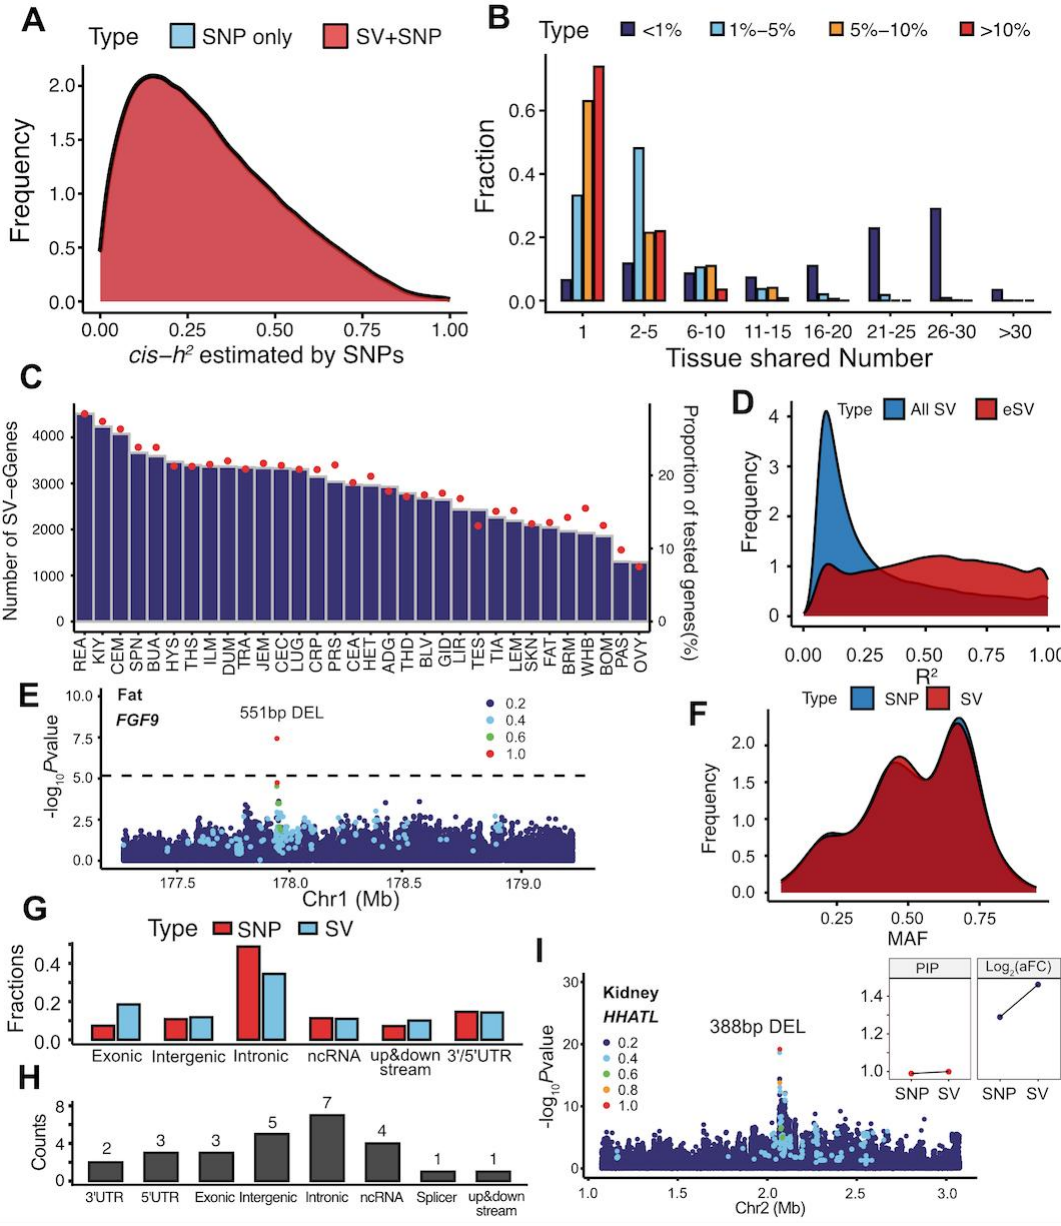 A
Type SNP only SV+SNP
Frequency
2.0
1.5
1.0
0.5
0.0
0.00 0.25 0.50 0.75 1.00
cis−h² estimated by SNPs
B
Type <1% 1%−5% 5%−10% >10%
Fraction
0.6
0.4
0.2
0.0
1 2-5 6-10 11-15 16-20 21-25 26-30 >30
Tissue shared Number
C
Number of SV−eGenes
4000
3000
2000
1000
0
Proportion of tested genes(%)
20
10
0
REA KIY CEM SPN BUA HYS THS ILM DUM TRA JEM CEC LUG CRP PRS CEA HET ADG THD BLV GID LIR TES TIA LEM SKN FAT BRM WHB BOM PAS OVY
D
Type All SV eSV
Frequency
4
3
2
1
0
0.00 0.25 0.50 0.75 1.00
R²
E
Fat
FGF9
551bp DEL
0.2
0.4
0.6
1.0
-log₁₀Pvalue
10.0
7.5
5.0
2.5
0.0
177.5 178.0 178.5 179.0
Chr1 (Mb)
F
Type SNP SV
Frequency
2.0
1.5
1.0
0.5
0.0
0.25 0.50 0.75
MAF
G
Type SNP SV
Fractions
0.4
0.2
0.0
Exonic Intergenic Intronic ncRNA up&down stream 3'/5'UTR
H
Counts
8
4
0
2 3 3 5 7 4 1 1
3'UTR 5'UTR Exonic Intergenic Intronic ncRNA Splicer up&down stream
I
Kidney
HHATL
388bp DEL
0.2
0.4
0.6
0.8
1.0
-log₁₀Pvalue
30
20
10
0
1.0 1.5 2.0 2.5 3.0
Chr2 (Mb)
PIP Log₂(aFC)
1.4
1.2
1.0
SNP SV SNP SV